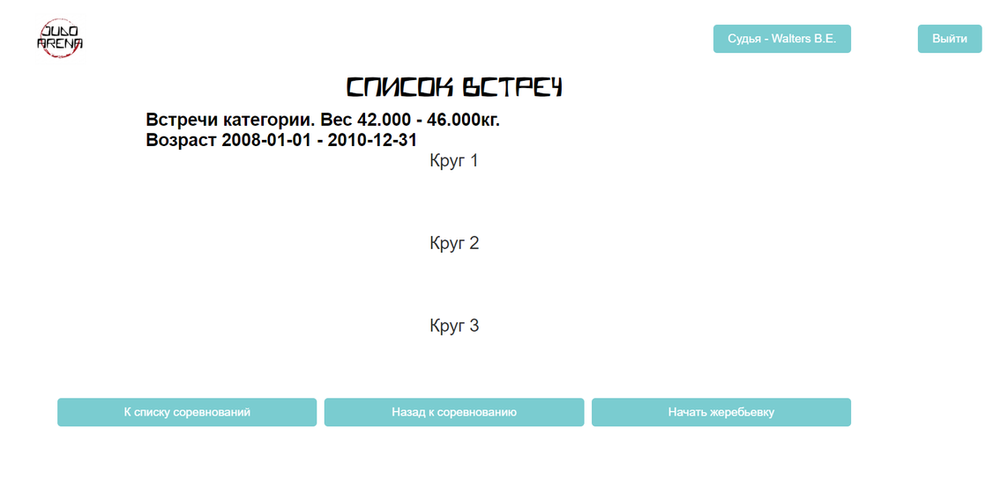 JUDO
ARENA
Судья - Walters B.E.
Выйти
СПИСОК ВСТРЕЧ
Встречи категории. Вес 42.000 - 46.000кг.
Возраст 2008-01-01 - 2010-12-31
Круг 1
Круг 2
Круг 3
К списку соревнований
Назад к соревнованию
Начать жеребьевку